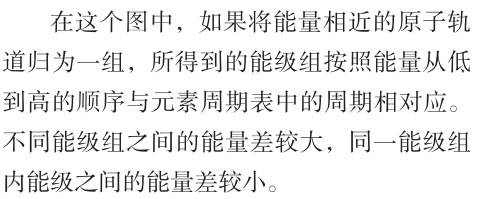 在这个图中，如果将能量相近的原子轨
道归为一组，所得到的能级组按照能量从低
到高的顺序与元素周期表中的周期相对应。
不同能级组之间的能量差较大，同一能级组
内能级之间的能量差较小。